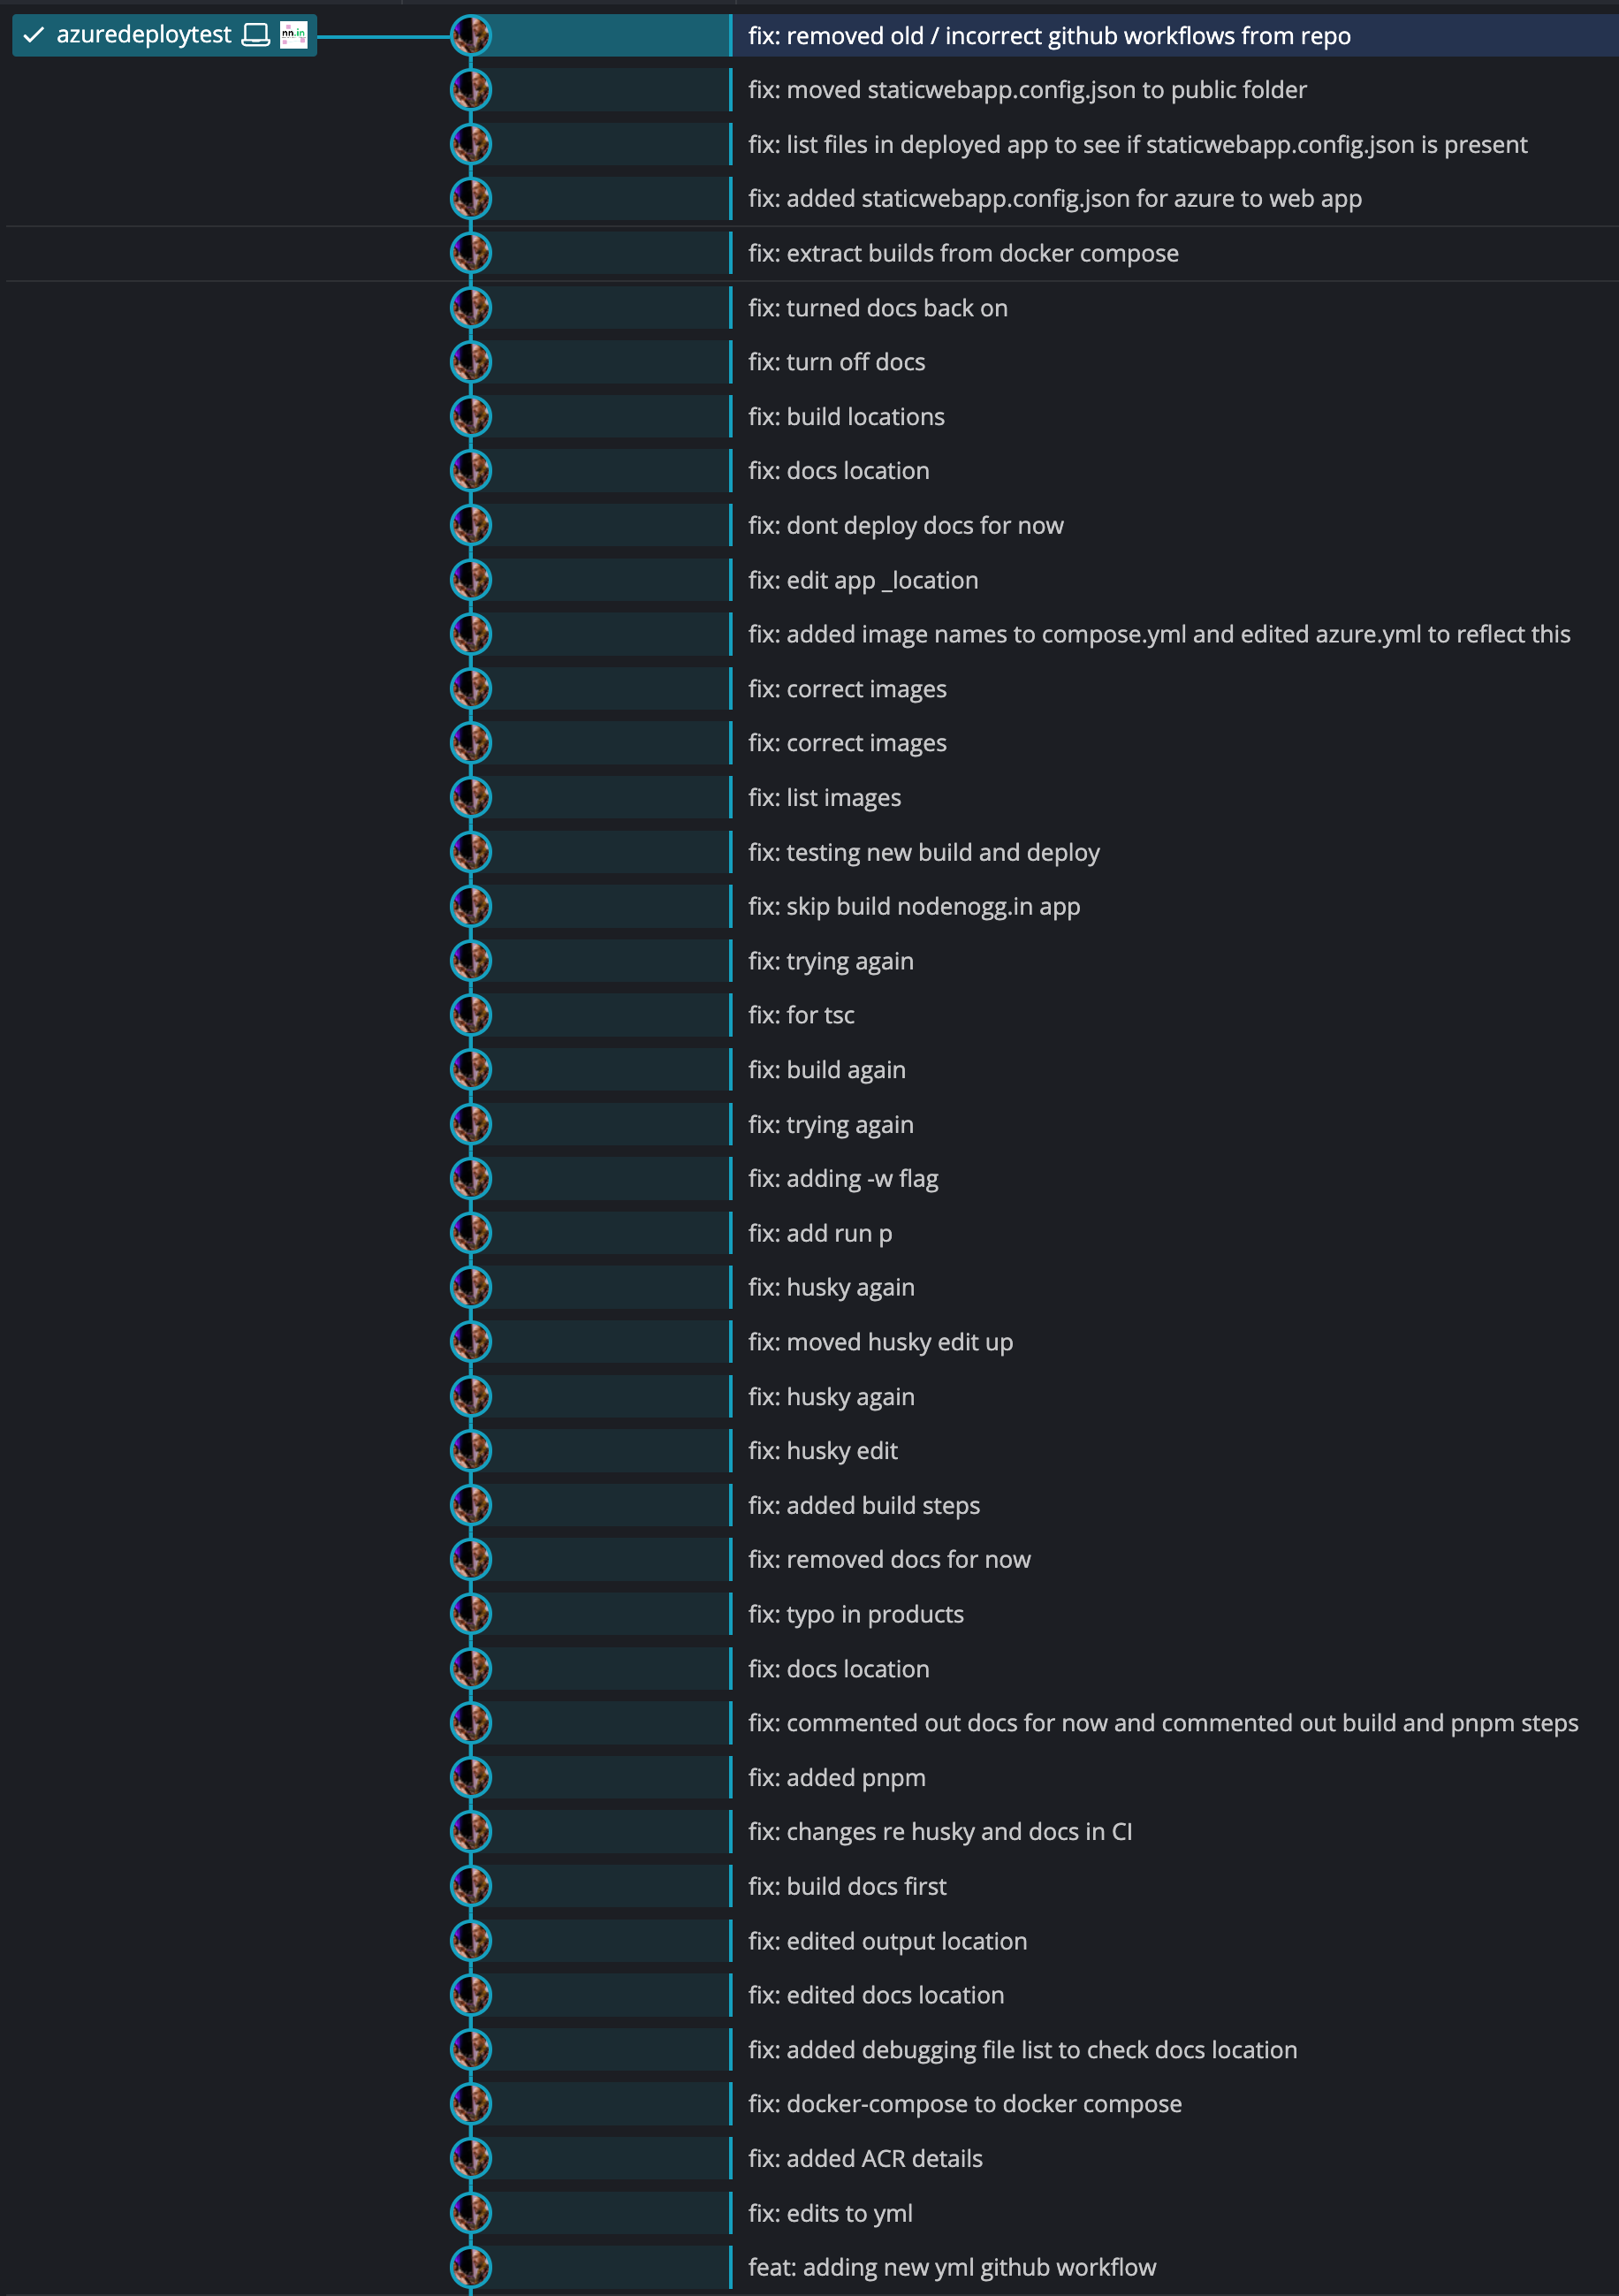 azuredeploytest
nn.in
fix: removed old / incorrect github workflows from repo
fix: moved staticwebapp.config.json to public folder
fix: list files in deployed app to see if staticwebapp.config.json is present
fix: added staticwebapp.config.json for azure to web app
fix: extract builds from docker compose
fix: turned docs back on
fix: turn off docs
fix: build locations
fix: docs location
fix: dont deploy docs for now
fix: edit app _location
fix: added image names to compose.yml and edited azure.yml to reflect this
fix: correct images
fix: correct images
fix: list images
fix: testing new build and deploy
fix: skip build nodenogg.in app
fix: trying again
fix: for tsc
fix: build again
fix: trying again
fix: adding -w flag
fix: add run p
fix: husky again
fix: moved husky edit up
fix: husky again
fix: husky edit
fix: added build steps
fix: removed docs for now
fix: typo in products
fix: docs location
fix: commented out docs for now and commented out build and pnpm steps
fix: added pnpm
fix: changes re husky and docs in CI
fix: build docs first
fix: edited output location
fix: edited docs location
fix: added debugging file list to check docs location
fix: docker-compose to docker compose
fix: added ACR details
fix: edits to yml
feat: adding new yml github workflow